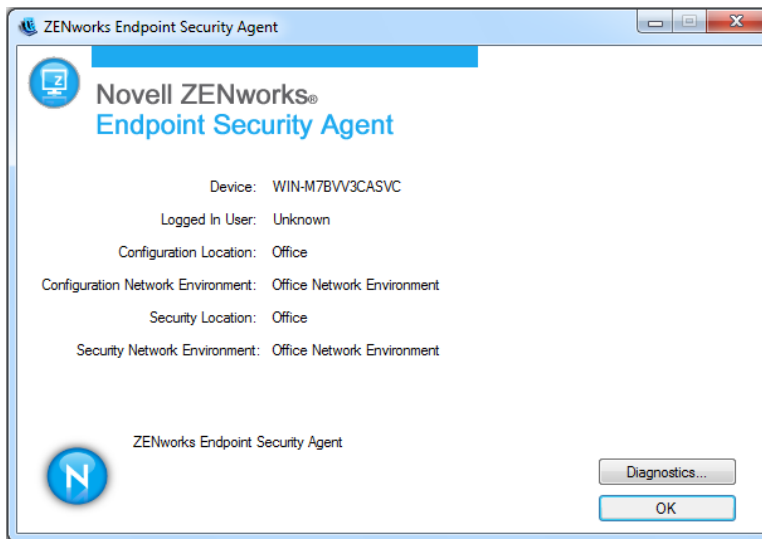 ZENworks Endpoint Security Agent
Z
Novell ZENworks®
Endpoint Security Agent
Device: WIN-M7BVV3CASVC
Logged In User: Unknown
Configuration Location: Office
Configuration Network Environment: Office Network Environment
Security Location: Office
Security Network Environment: Office Network Environment
ZENworks Endpoint Security Agent
N
Diagnostics...
OK